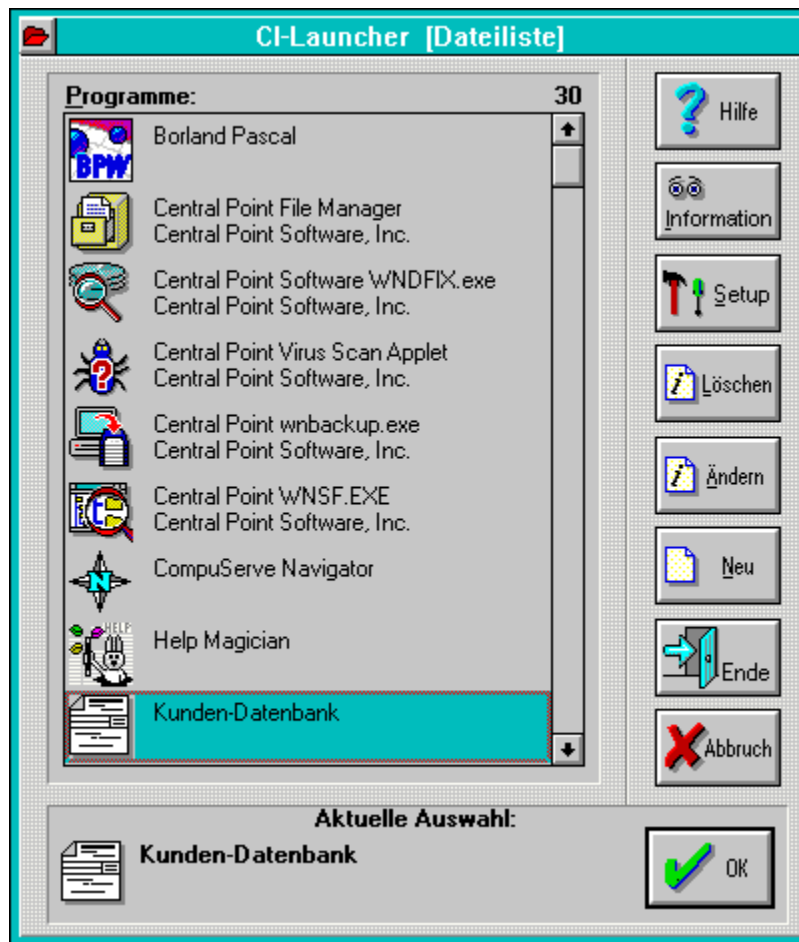 CI-Launcher [Dateiliste]
Programme: 30
BPW
Borland Pascal
Central Point File Manager
Central Point Software, Inc.
Central Point Software WNDFIX.exe
Central Point Software, Inc.
Central Point Virus Scan Applet
Central Point Software, Inc.
Central Point wnbackup.exe
Central Point Software, Inc.
Central Point WNSF.EXE
Central Point Software, Inc.
N
CompuServe Navigator
HELP
Help Magician
Kunden-Datenbank
Hilfe
Information
Setup
Löschen
Ändern
Neu
Ende
Abbruch
Aktuelle Auswahl:
Kunden-Datenbank
OK